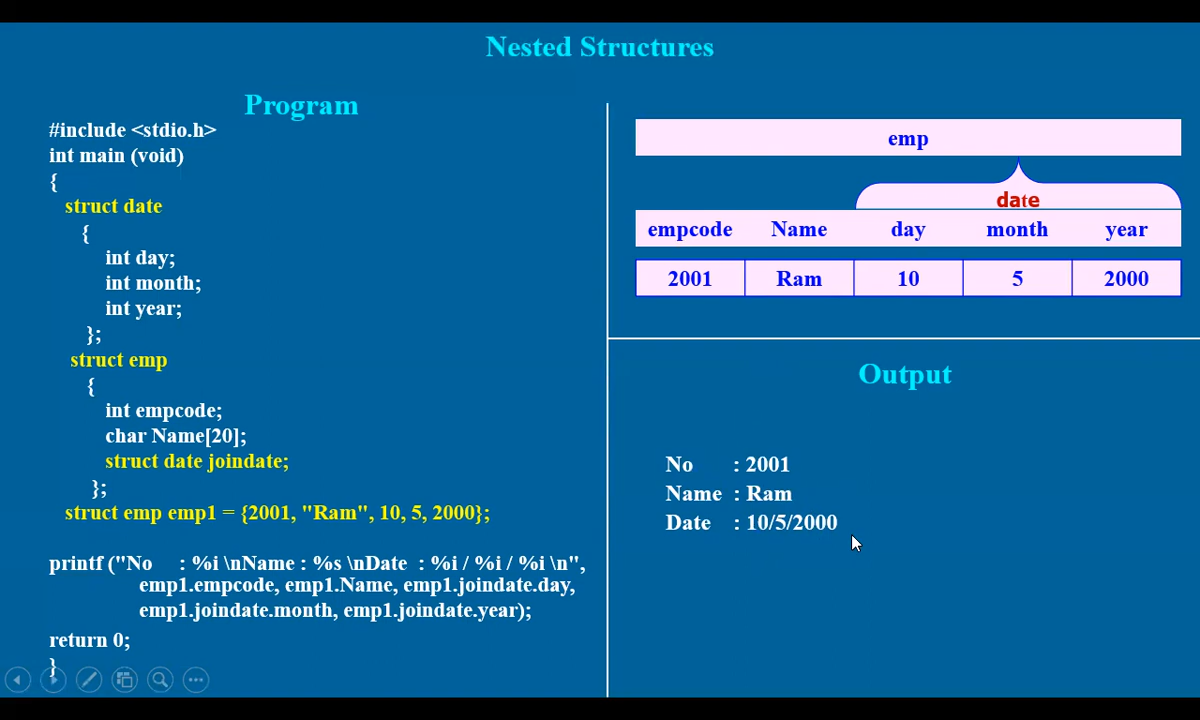 Nested Structures
Program
#include <stdio.h>
int main (void)
{
struct date
{
int day;
int month;
int year;
};
struct emp
{
int empcode;
char Name[20];
struct date joindate;
};
struct emp emp1 = {2001, "Ram", 10, 5, 2000};
printf ("No : %i \nName : %s \nDate : %i / %i / %i \n",
emp1.empcode, emp1.Name, emp1.joindate.day,
emp1.joindate.month, emp1.joindate.year);
return 0;
}
emp
date
empcode Name day month year
2001 Ram 10 5 2000
Output
No : 2001
Name : Ram
Date : 10/5/2000